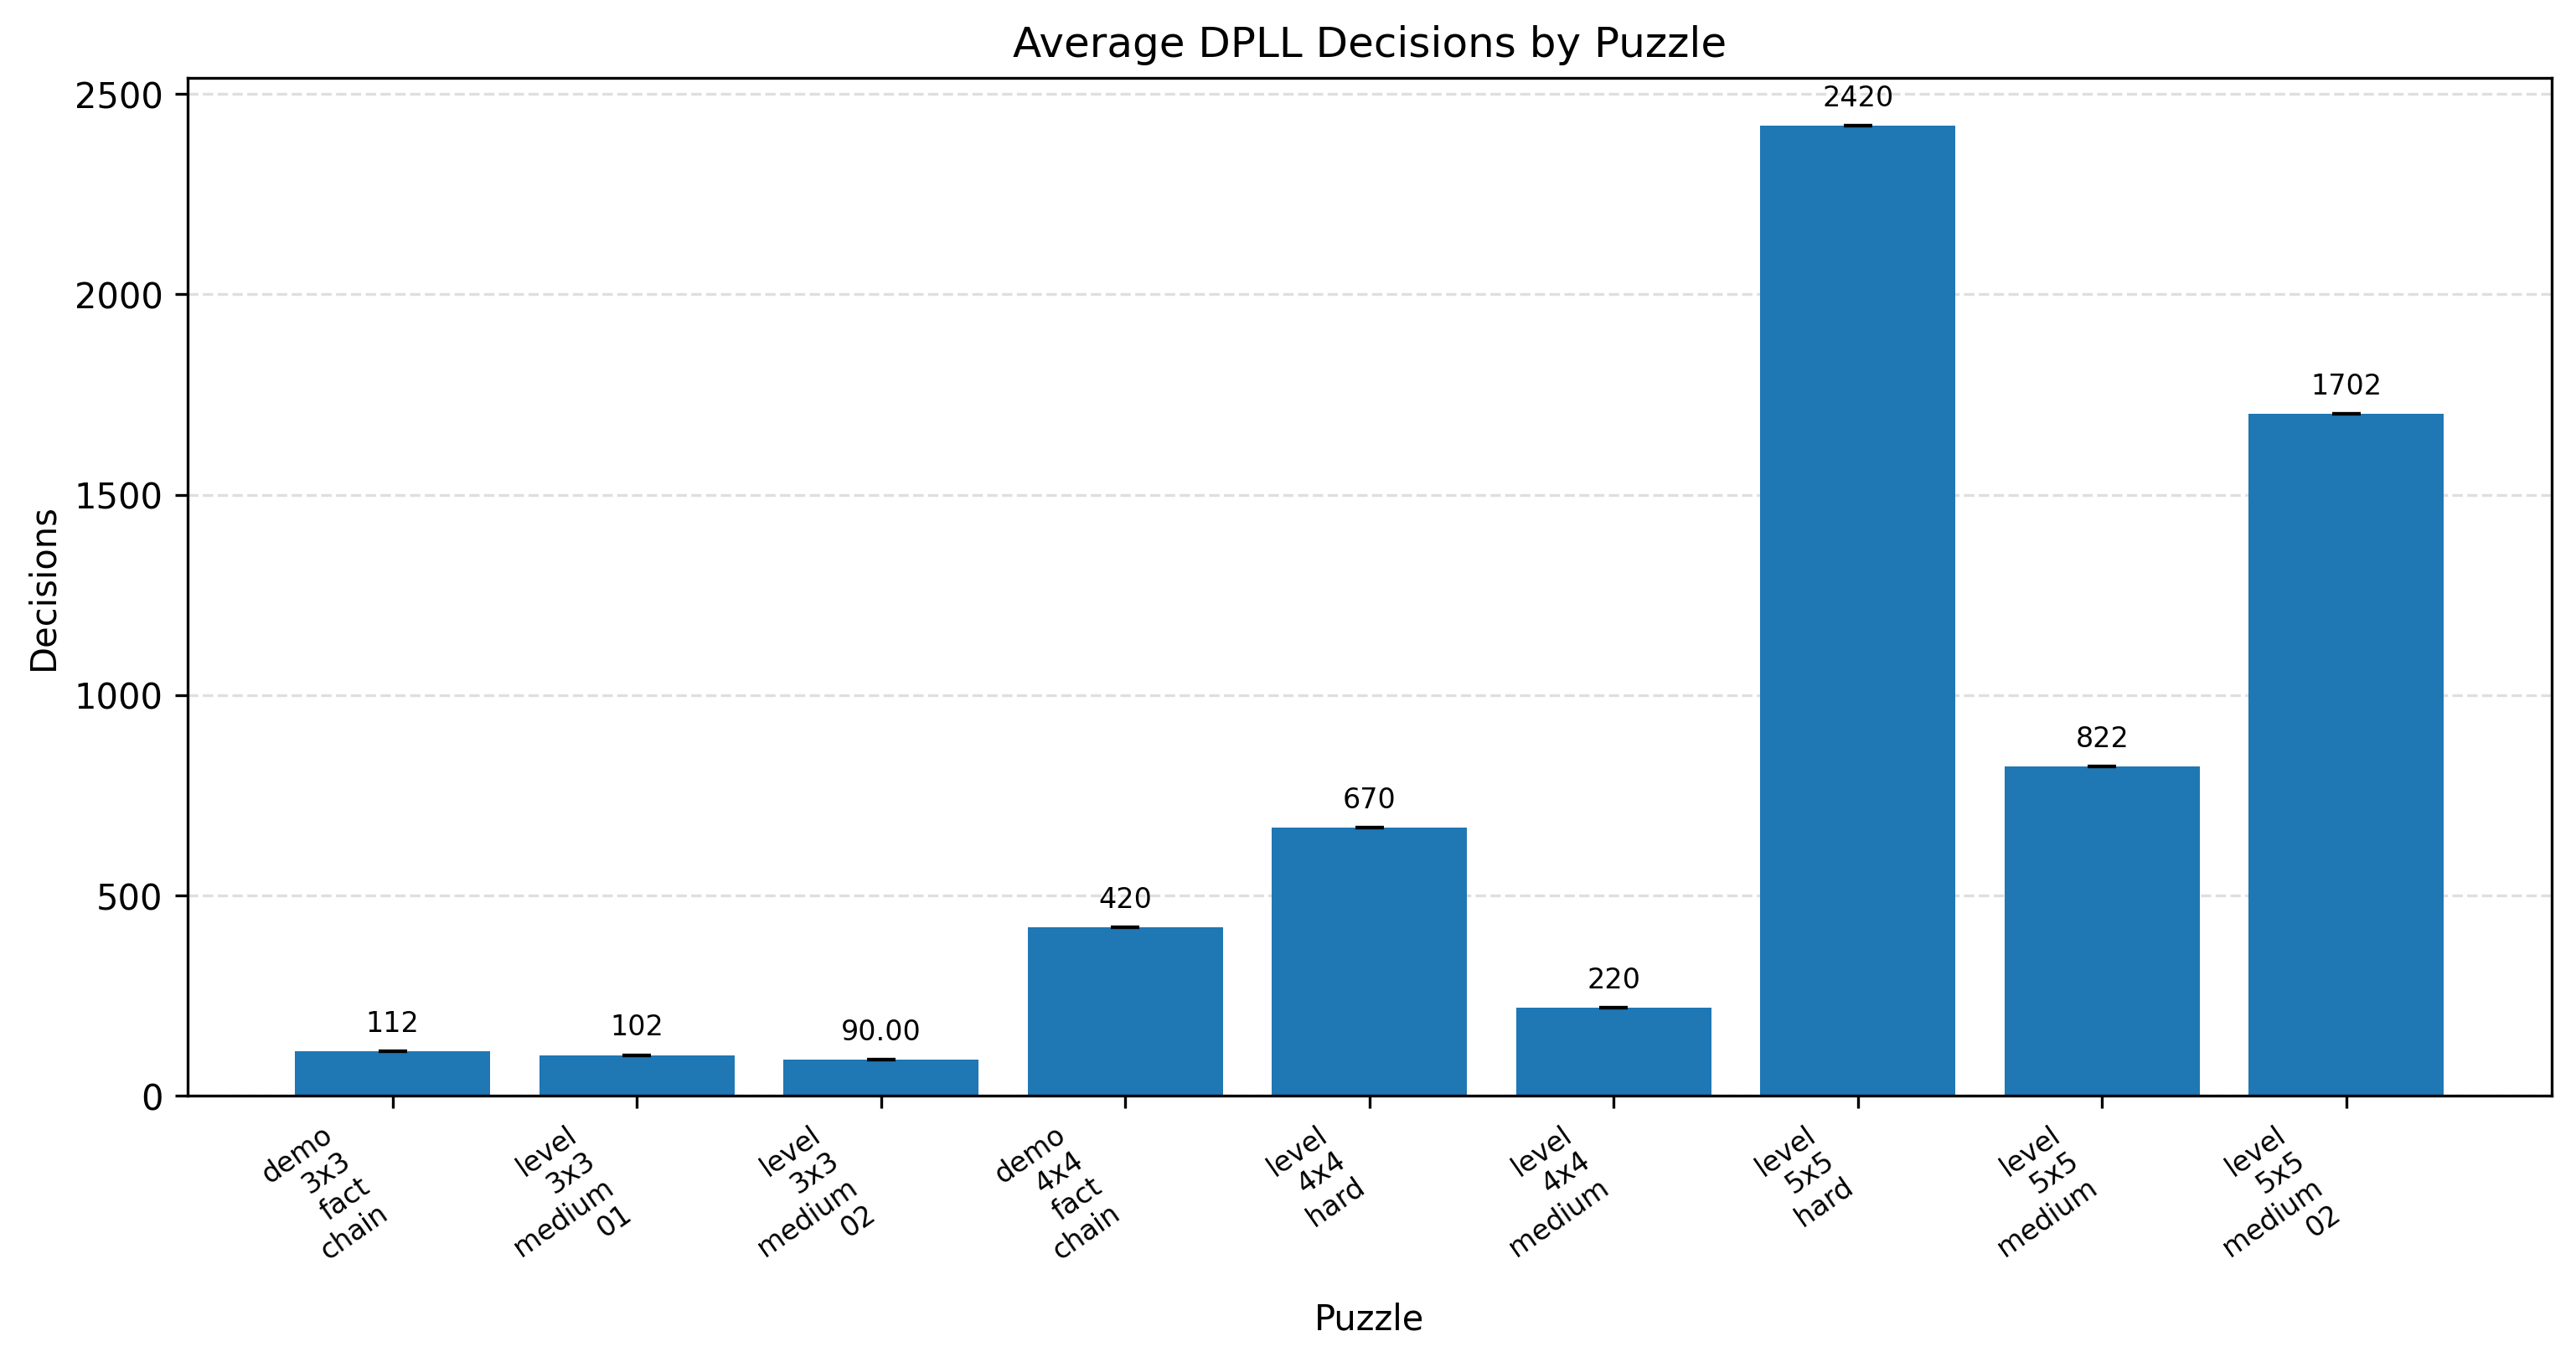 Average DPLL Decisions by Puzzle
Decisions
2500
2000
1500
1000
500
0
112
102
90.00
420
670
220
2420
822
1702
demo
3x3
fact
chain
level
3x3
medium
01
level
3x3
medium
02
demo
4x4
fact
chain
level
4x4
hard
level
4x4
medium
level
5x5
hard
level
5x5
medium
level
5x5
medium
02
Puzzle